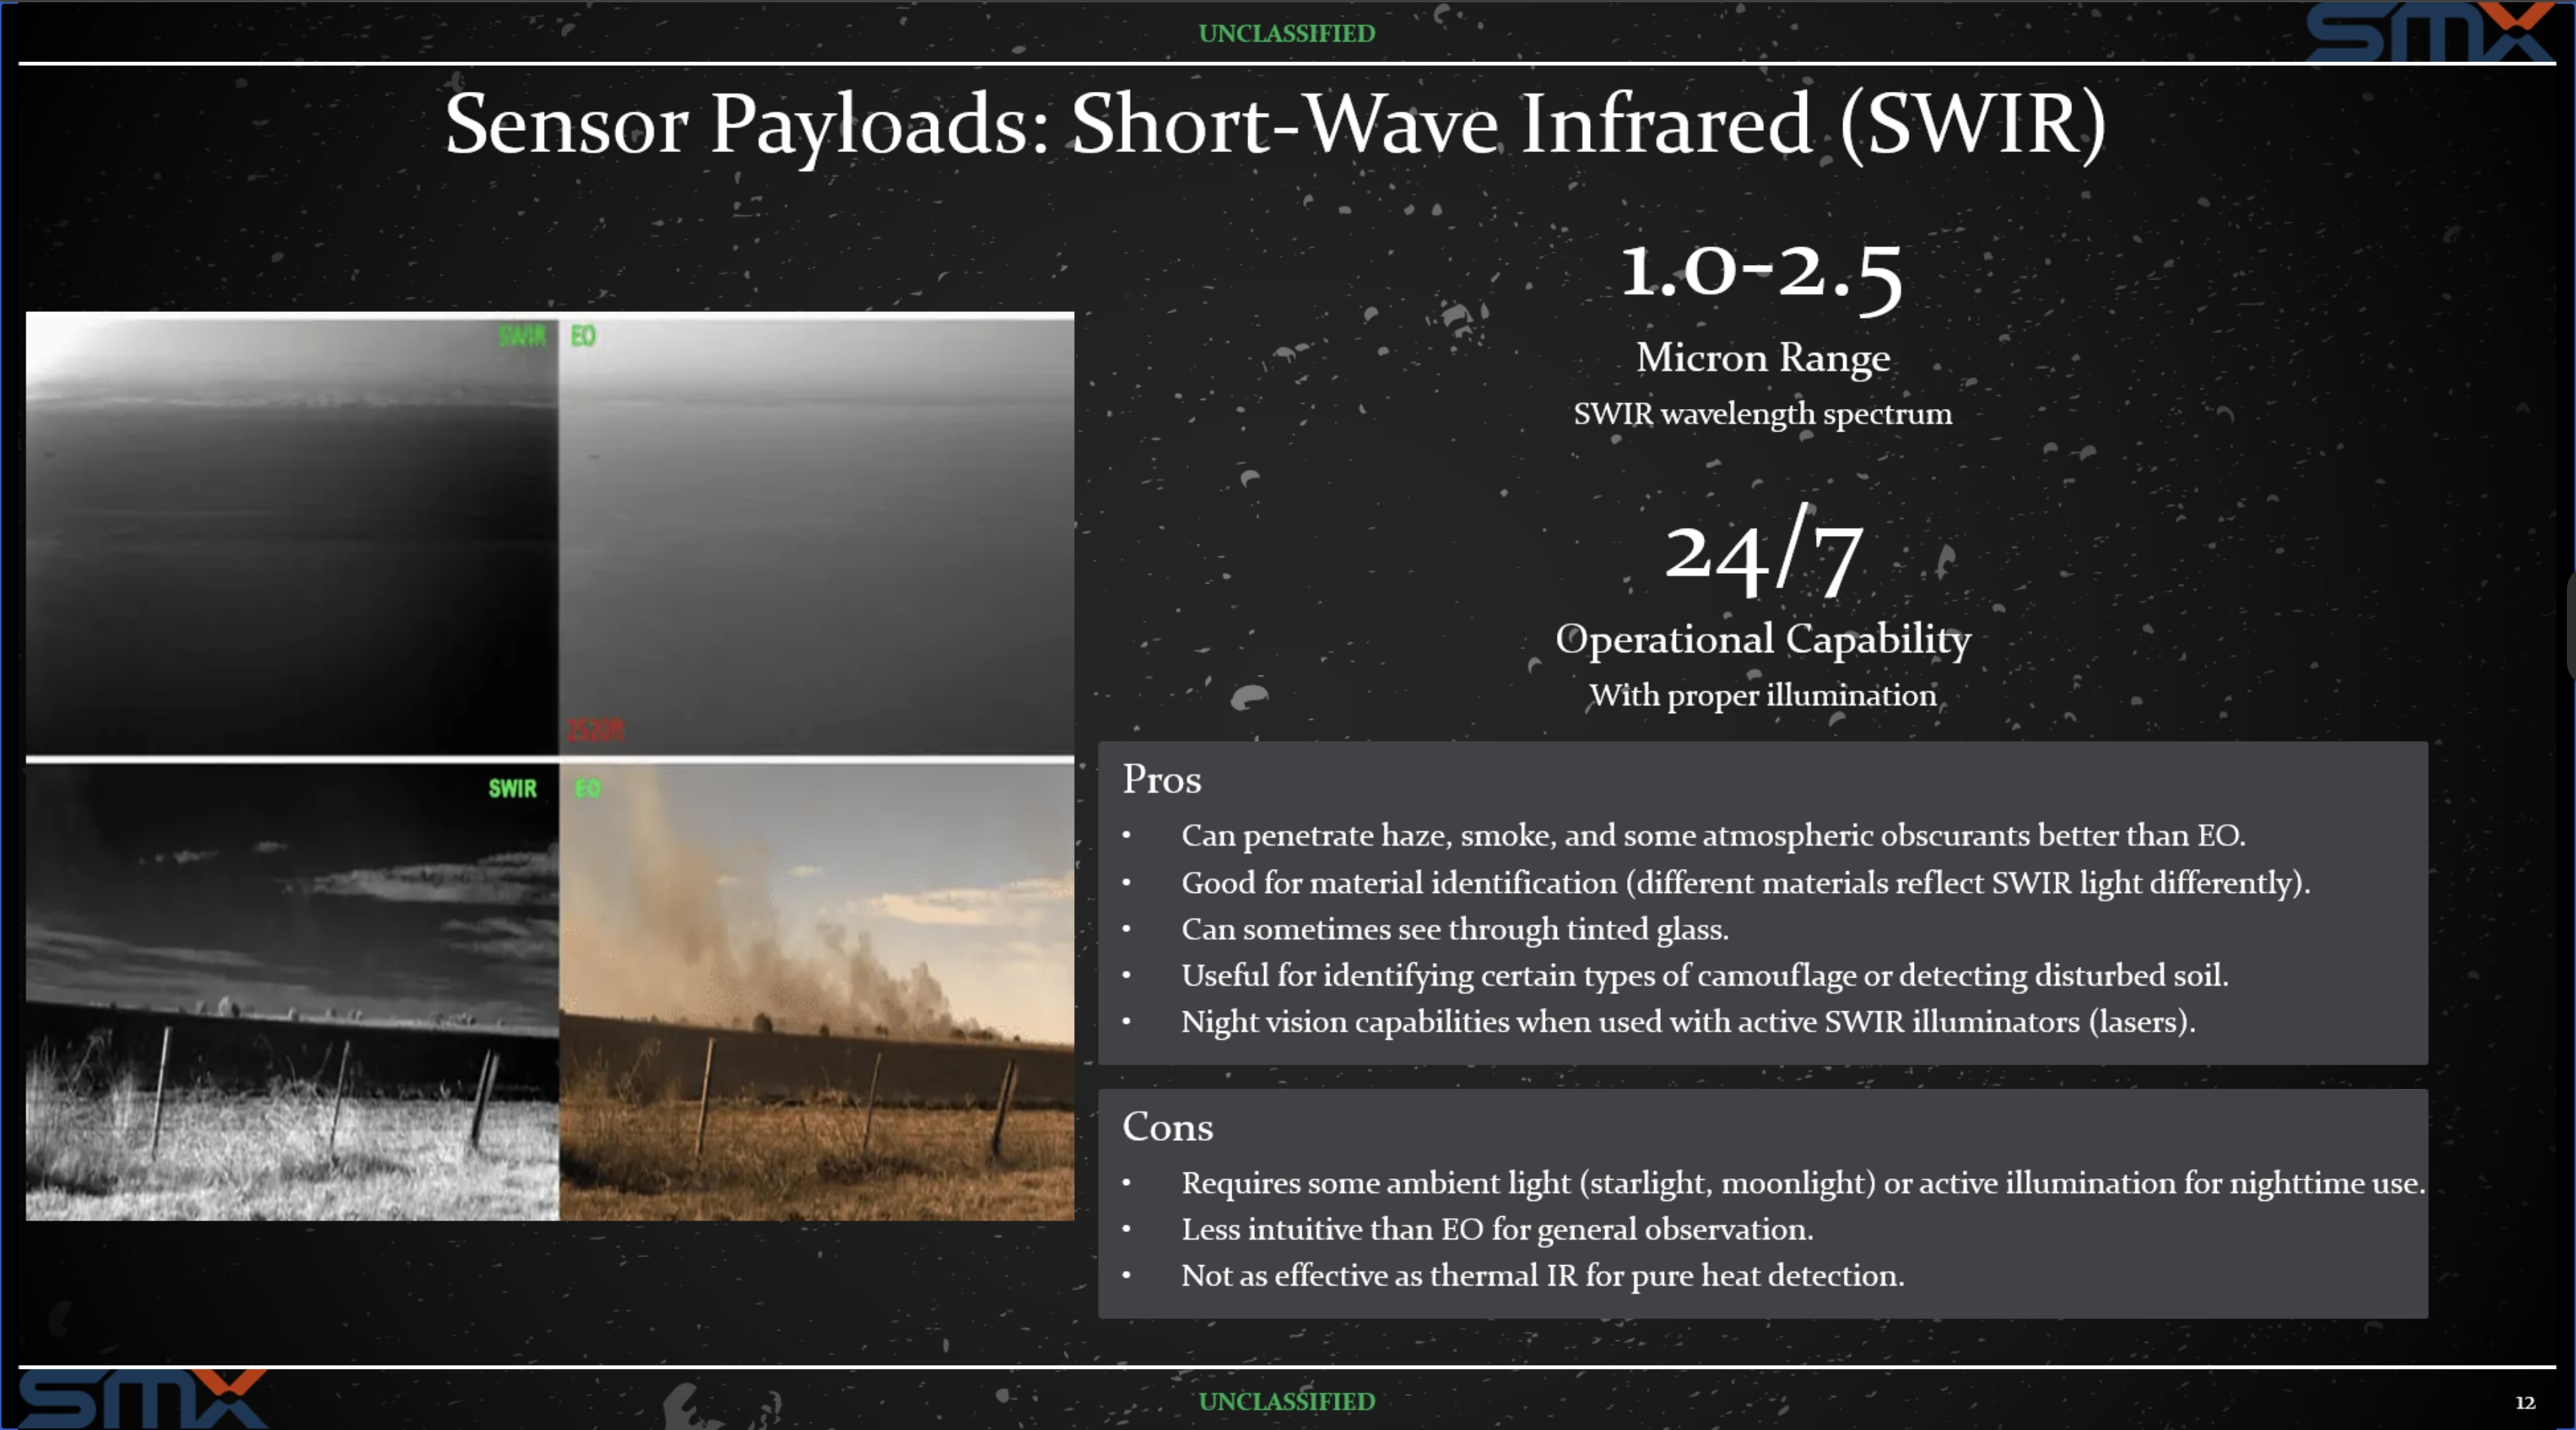 UNCLASSIFIED
SMX
Sensor Payloads: Short-Wave Infrared (SWIR)
SWIR
EO
2520ft
SWIR
EO
1.0-2.5
Micron Range
SWIR wavelength spectrum
24/7
Operational Capability
With proper illumination
Pros
• Can penetrate haze, smoke, and some atmospheric obscurants better than EO.
• Good for material identification (different materials reflect SWIR light differently).
• Can sometimes see through tinted glass.
• Useful for identifying certain types of camouflage or detecting disturbed soil.
• Night vision capabilities when used with active SWIR illuminators (lasers).
Cons
• Requires some ambient light (starlight, moonlight) or active illumination for nighttime use.
• Less intuitive than EO for general observation.
• Not as effective as thermal IR for pure heat detection.
SMX
UNCLASSIFIED
12